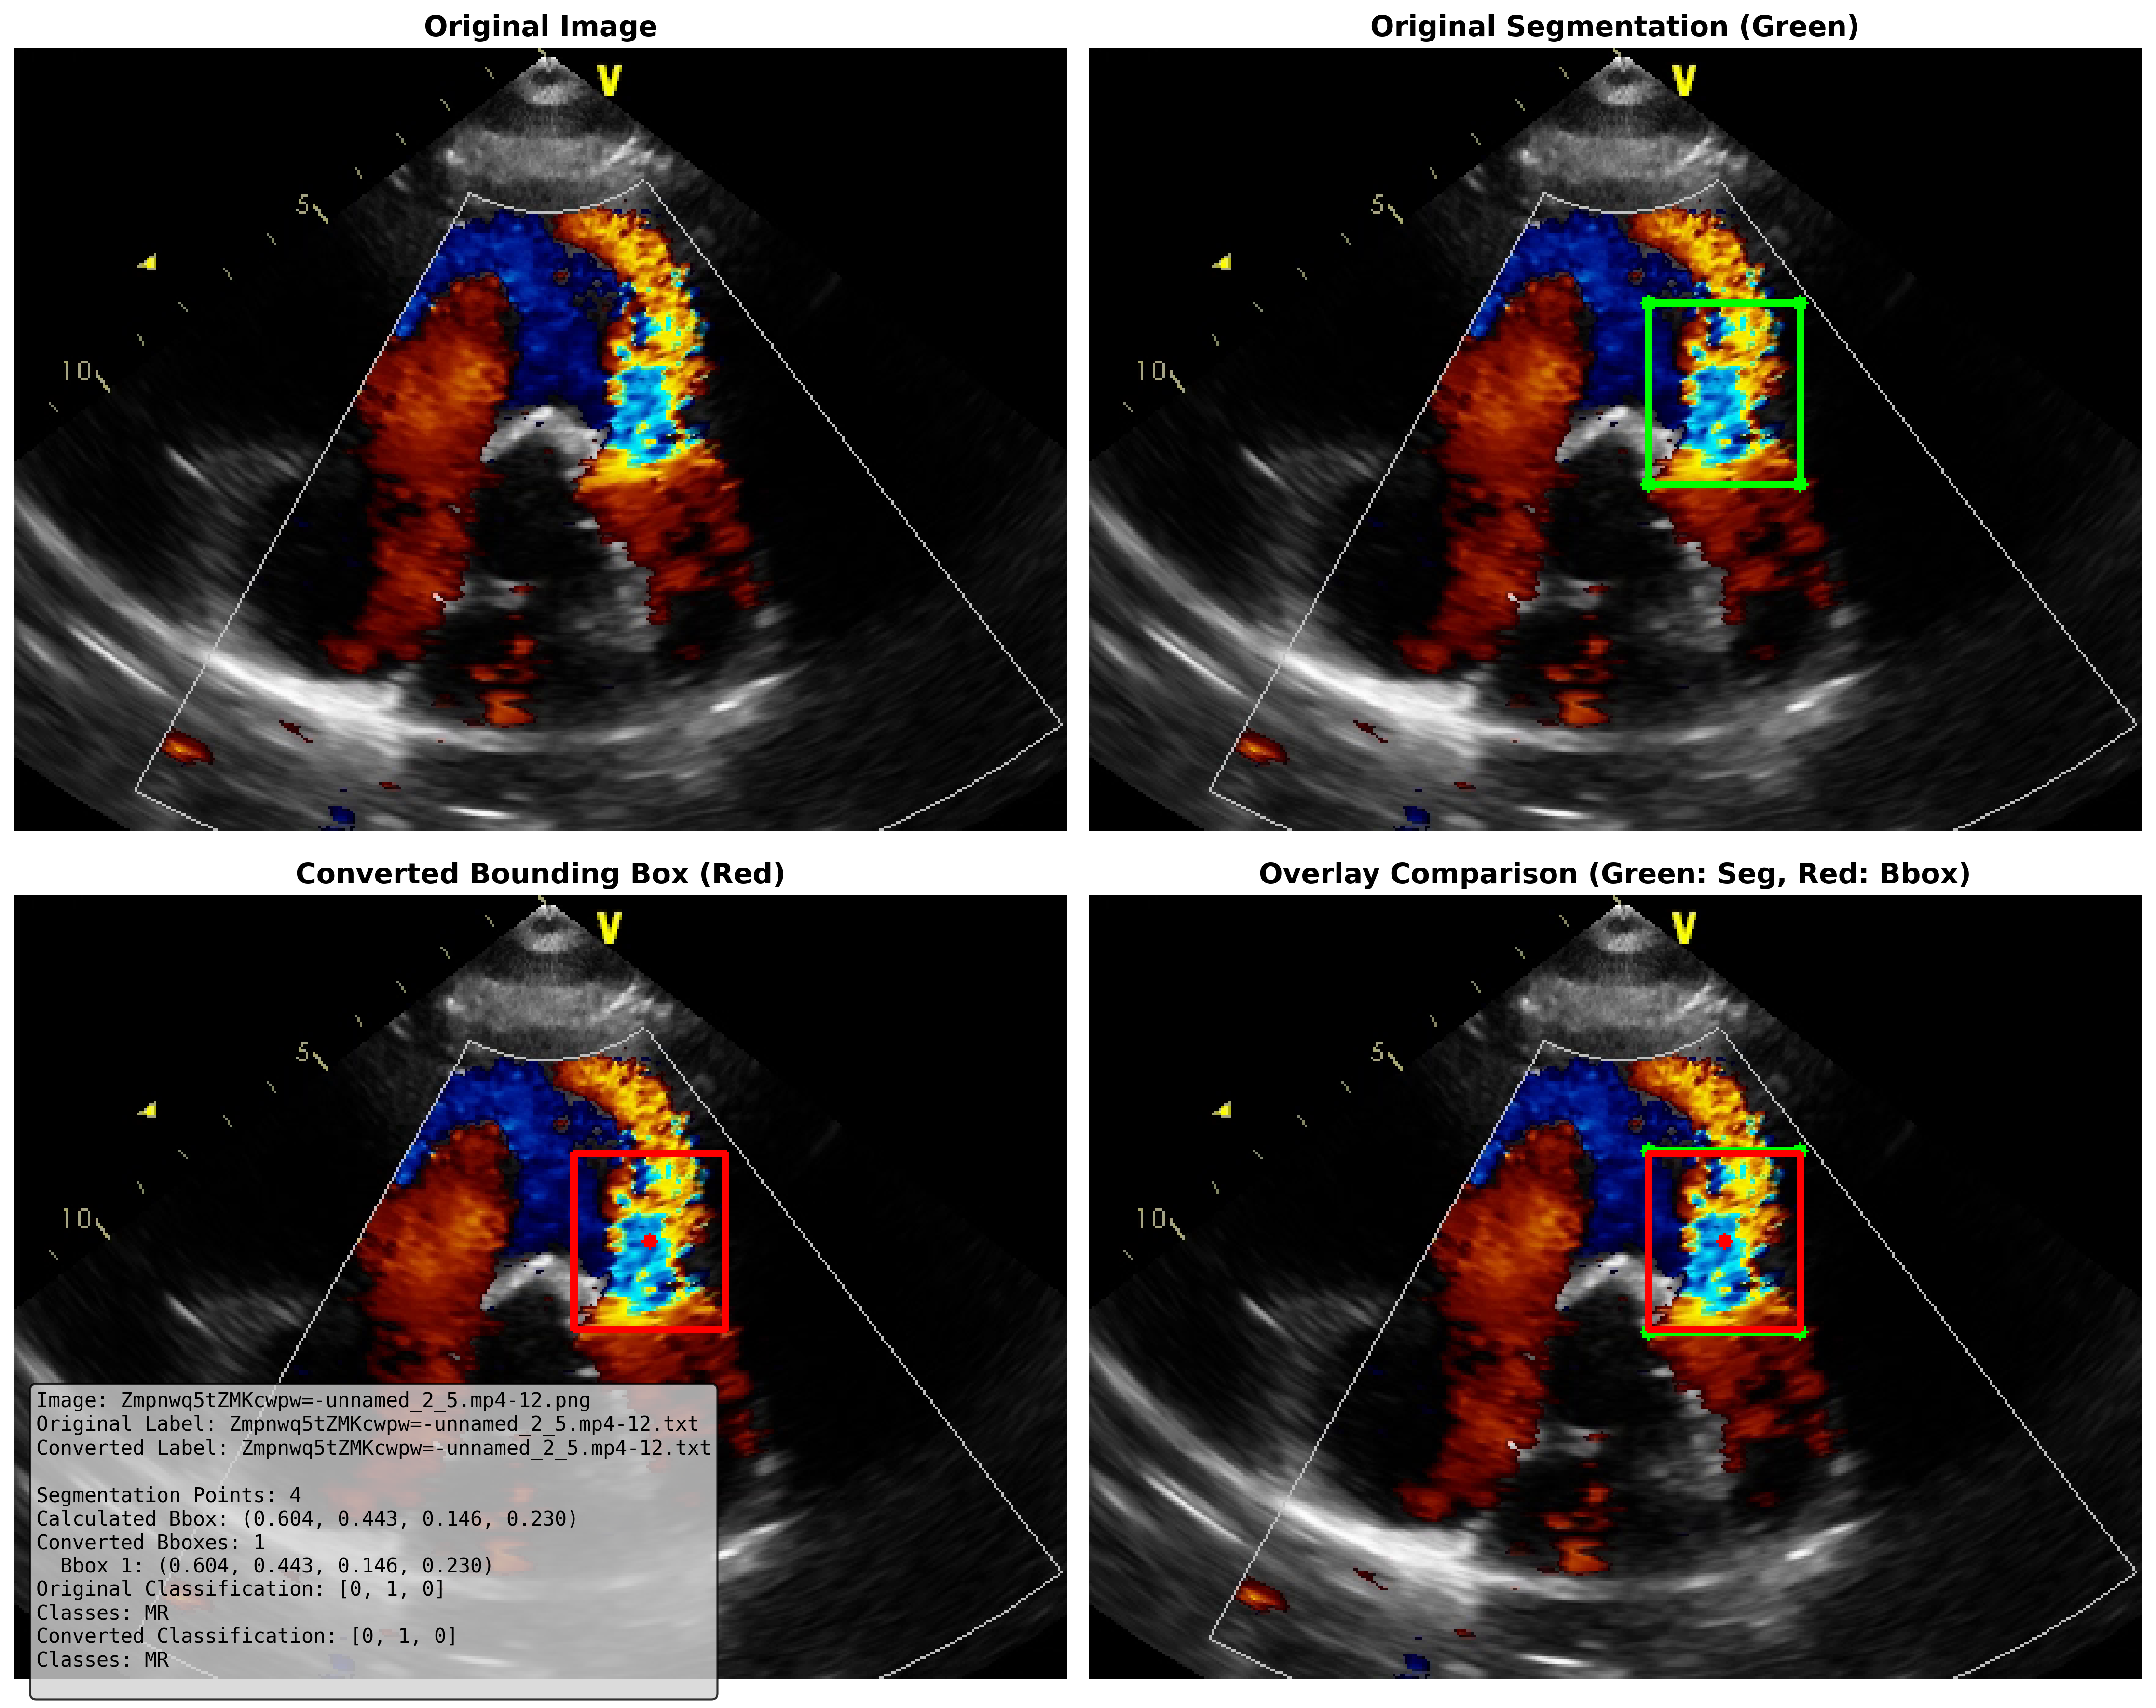 Original Image
V
5
10
Original Segmentation (Green)
V
5
10
Converted Bounding Box (Red)
V
5
10
Image: Zmpnwq5tZMKcwpw=-unnamed_2_5.mp4-12.png
Original Label: Zmpnwq5tZMKcwpw=-unnamed_2_5.mp4-12.txt
Converted Label: Zmpnwq5tZMKcwpw=-unnamed_2_5.mp4-12.txt
Segmentation Points: 4
Calculated Bbox: (0.604, 0.443, 0.146, 0.230)
Converted Bboxes: 1
Bbox 1: (0.604, 0.443, 0.146, 0.230)
Original Classification: [0, 1, 0]
Classes: MR
Converted Classification: [0, 1, 0]
Classes: MR
Overlay Comparison (Green: Seg, Red: Bbox)
V
5
10